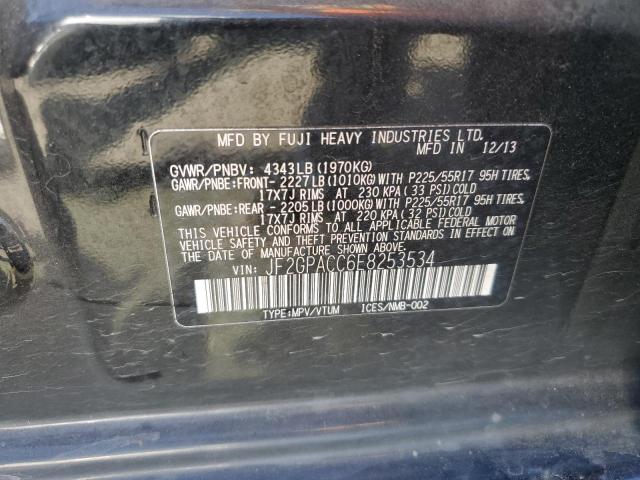 MFD BY FUJI HEAVY INDUSTRIES LTD.
MFD IN 12/13
GVWR/PNBV: 4343LB (1970KG)
GAWR/PNBE:FRONT- 2227LB (1010KG) WITH P225/55R17 95H TIRES,
17X7J RIMS AT 230 KPA (33 PSI) COLD
GAWR/PNBE:REAR - 2205LB (1000KG) WITH P225/55R17 95H TIRES,
17X7J RIMS AT 220 KPA (32 PSI) COLD
THIS VEHICLE CONFORMS TO ALL APPLICABLE FEDERAL MOTOR
VEHICLE SAFETY AND THEFT PREVENTION STANDARDS IN EFFECT ON
THE DATE OF MANUFACTURE SHOWN ABOVE.
VIN: JF2GPACC6E8253534
TYPE:MPV/VTUM ICES/NMB-002